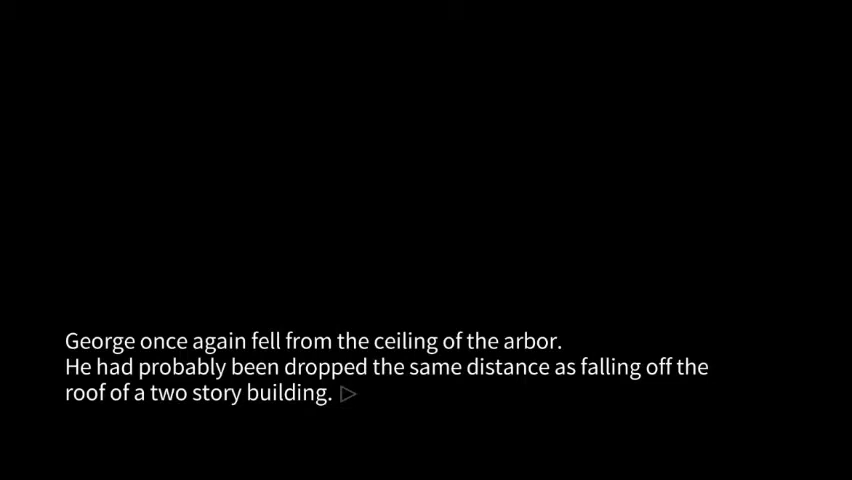 George once again fell from the ceiling of the arbor.
He had probably been dropped the same distance as falling off the
roof of a two story building.